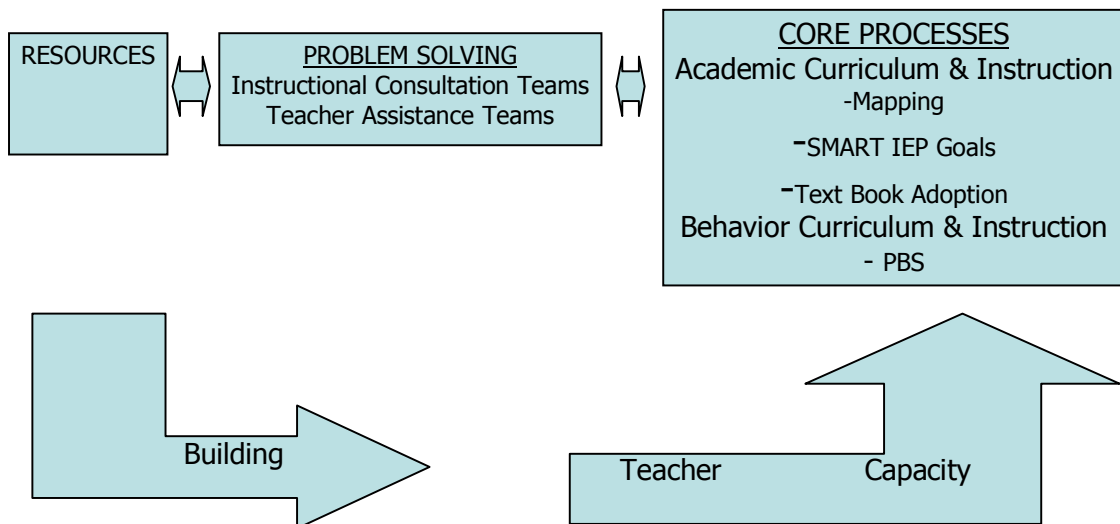 RESOURCES
PROBLEM SOLVING
Instructional Consultation Teams
Teacher Assistance Teams
CORE PROCESSES
Academic Curriculum & Instruction
-Mapping
-SMART IEP Goals
-Text Book Adoption
Behavior Curriculum & Instruction
- PBS
Building
Teacher Capacity